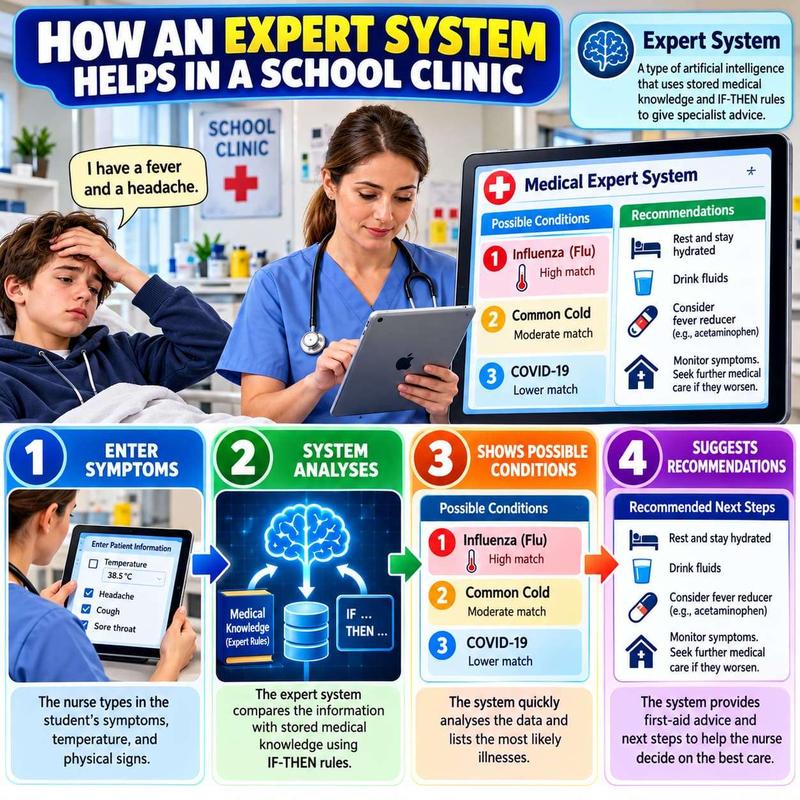 HOW AN EXPERT SYSTEM
HELPS IN A SCHOOL CLINIC
Expert System
A type of artificial intelligence
that uses stored medical
knowledge and IF-THEN rules
to give specialist advice.
I have a fever
and a headache.
SCHOOL
CLINIC
Medical Expert System
Possible Conditions
1 Influenza (Flu)
High match
2 Common Cold
Moderate match
3 COVID-19
Lower match
Recommendations
Rest and stay
hydrated
Drink fluids
Consider
fever reducer
(e.g., acetaminophen)
Monitor symptoms.
Seek further medical
care if they worsen.
1 ENTER
SYMPTOMS
Enter Patient Information
Temperature
38.5°C
Headache
Cough
Sore throat
The nurse types in the
student's symptoms,
temperature, and
physical signs.
2 SYSTEM
ANALYSES
Medical
Knowledge
(Expert Rules)
IF ...
THEN ...
The expert system
compares the information
with stored medical
knowledge using
IF-THEN rules.
3 SHOWS POSSIBLE
CONDITIONS
Possible Conditions
1 Influenza (Flu)
High match
2 Common Cold
Moderate match
3 COVID-19
Lower match
The system quickly
analyses the data and
lists the most likely
illnesses.
4 SUGGESTS
RECOMMENDATIONS
Recommended Next Steps
Rest and stay hydrated
Drink fluids
Consider fever reducer
(e.g., acetaminophen)
Monitor symptoms.
Seek further medical
care if they worsen.
The system provides
first-aid advice and
next steps to help the nurse
decide on the best care.